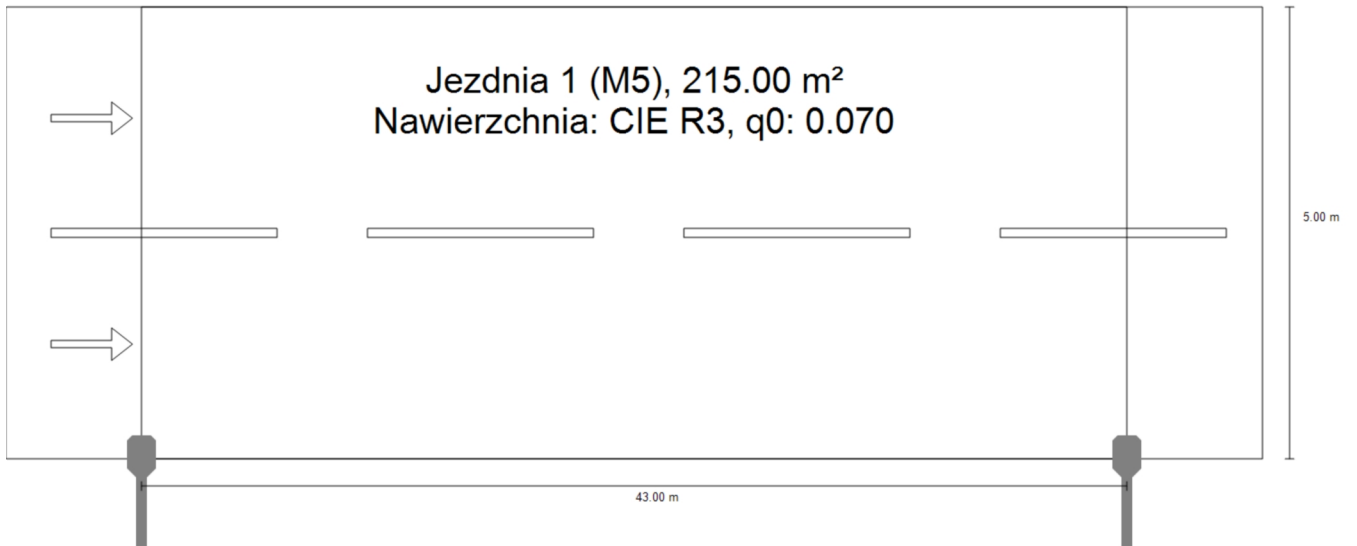 Jezdnia 1 (M5), 215.00 m²
Nawierzchnia: CIE R3, q0: 0.070
5.00 m
43.00 m